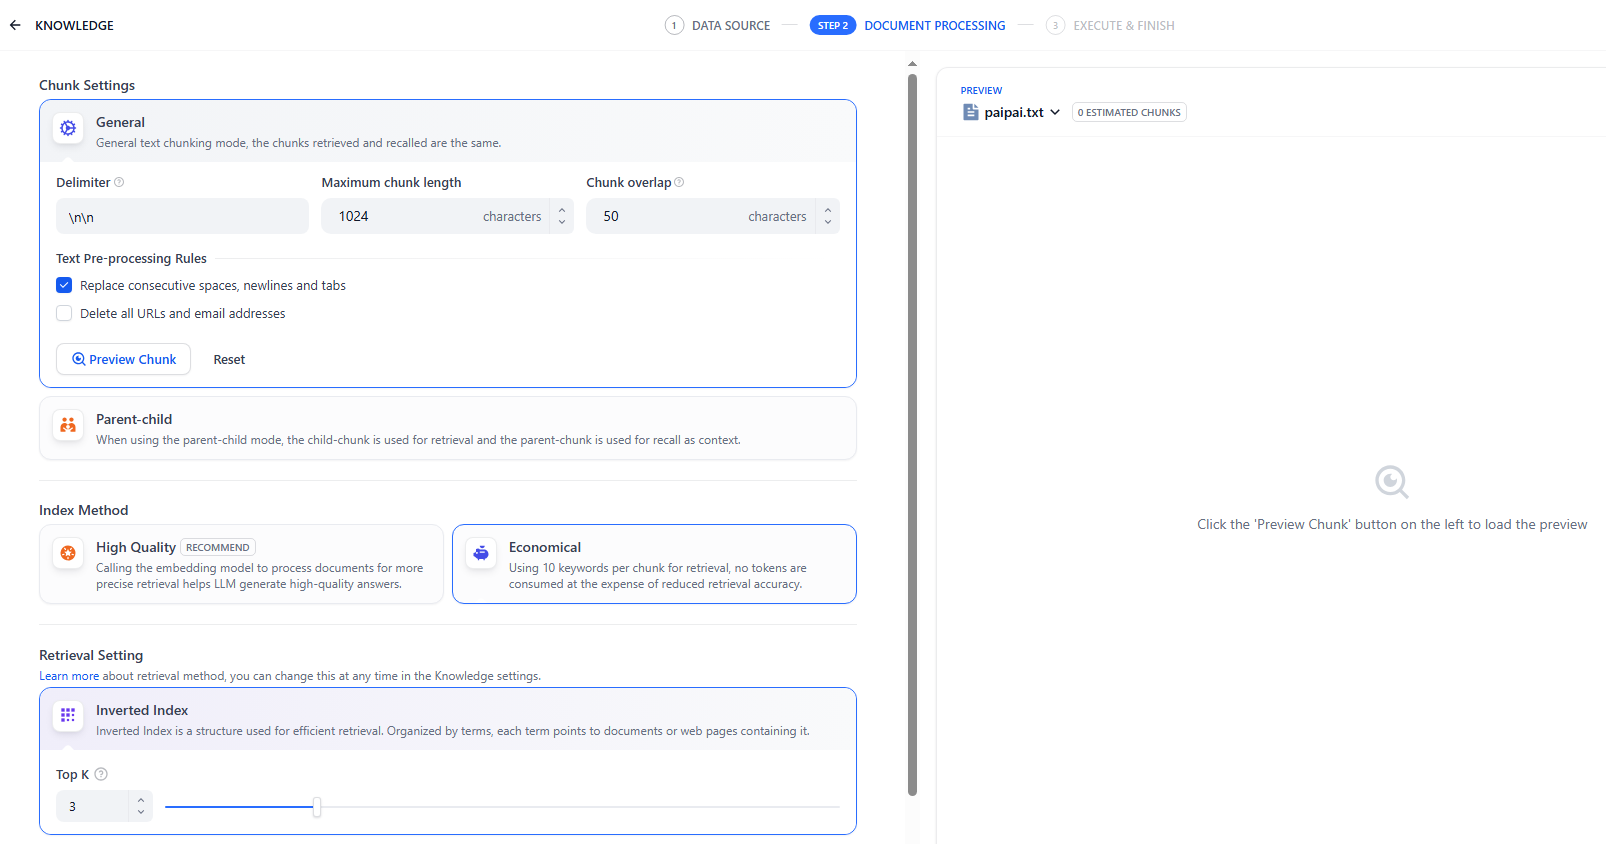 KNOWLEDGE
1 DATA SOURCE
STEP 2 DOCUMENT PROCESSING
3 EXECUTE & FINISH
Chunk Settings
General
General text chunking mode, the chunks retrieved and recalled are the same.
Delimiter
Maximum chunk length
Chunk overlap
\n\n
1024 characters
50 characters
Text Pre-processing Rules
Replace consecutive spaces, newlines and tabs
Delete all URLs and email addresses
Preview Chunk
Reset
Parent-child
When using the parent-child mode, the child-chunk is used for retrieval and the parent-chunk is used for recall as context.
Index Method
High Quality RECOMMEND
Calling the embedding model to process documents for more
precise retrieval helps LLM generate high-quality answers.
Economical
Using 10 keywords per chunk for retrieval, no tokens are
consumed at the expense of reduced retrieval accuracy.
Retrieval Setting
Learn more about retrieval method, you can change this at any time in the Knowledge settings.
Inverted Index
Inverted Index is a structure used for efficient retrieval. Organized by terms, each term points to documents or web pages containing it.
Top K
3
PREVIEW
paipai.txt
0 ESTIMATED CHUNKS
Click the 'Preview Chunk' button on the left to load the preview